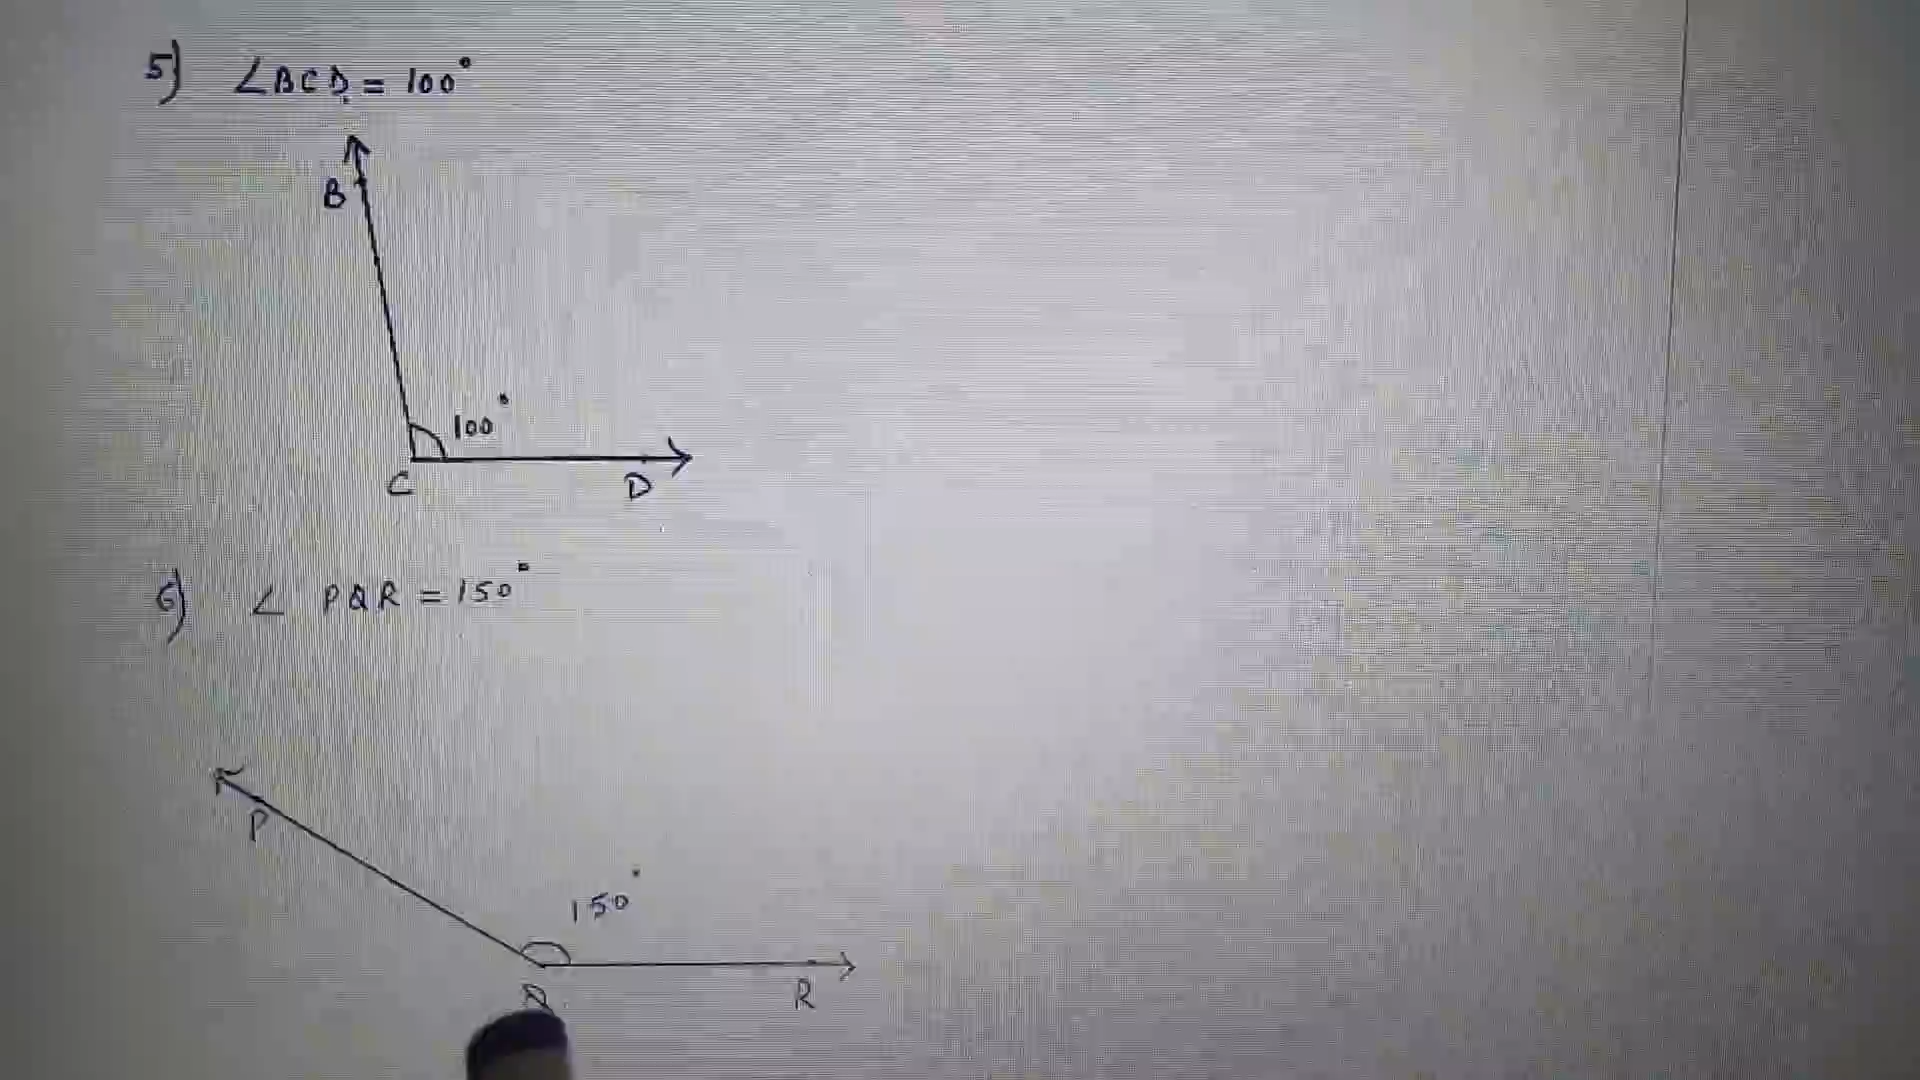 5) ∠BCD = 100°
B
100°
C D
6) ∠ PQR = 150°
P
150°
Q R